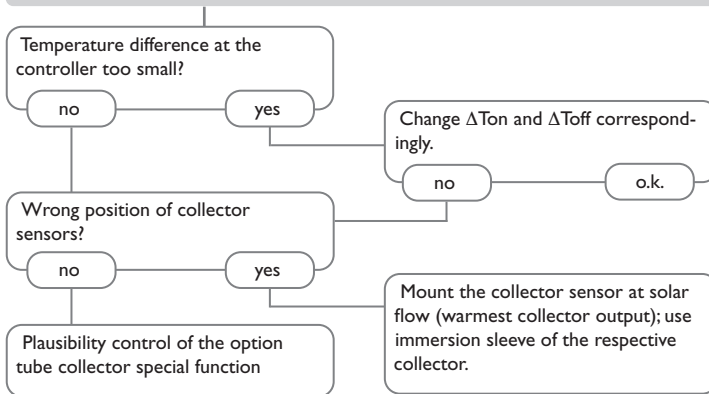 Temperature difference at the
controller too small?
no
yes
Change ΔTon and ΔToff correspond-
ingly.
no
o.k.
Wrong position of collector
sensors?
no
yes
Mount the collector sensor at solar
flow (warmest collector output); use
immersion sleeve of the respective
collector.
Plausibility control of the option
tube collector special function